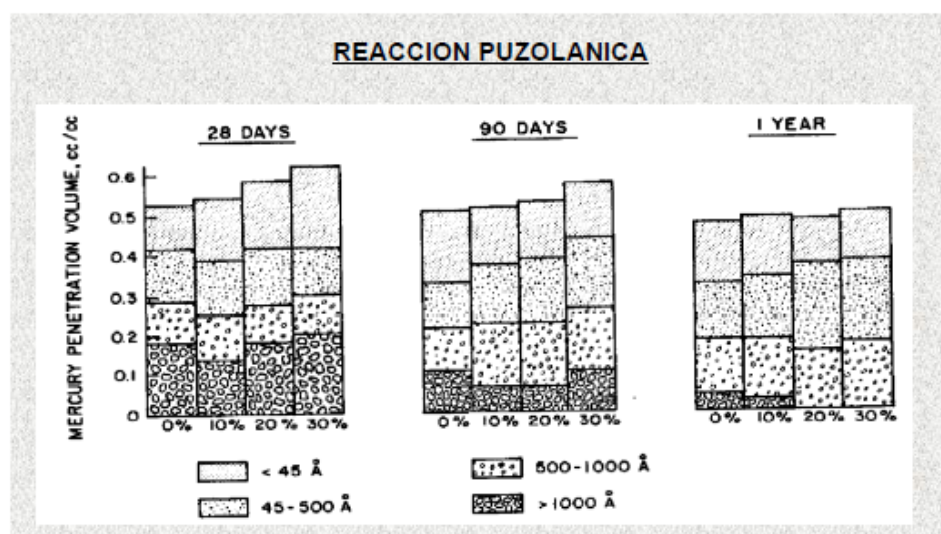 REACCION PUZOLANICA
28 DAYS
90 DAYS
1 YEAR
MERCURY PENETRATION VOLUME, cc/cc
0.6
0.5
0.4
0.3
0.2
0.1
0
0% 10% 20% 30%
0% 10% 20% 30%
0% 10% 20% 30%
< 45 Å
500-1000 Å
45-500 Å
>1000 Å